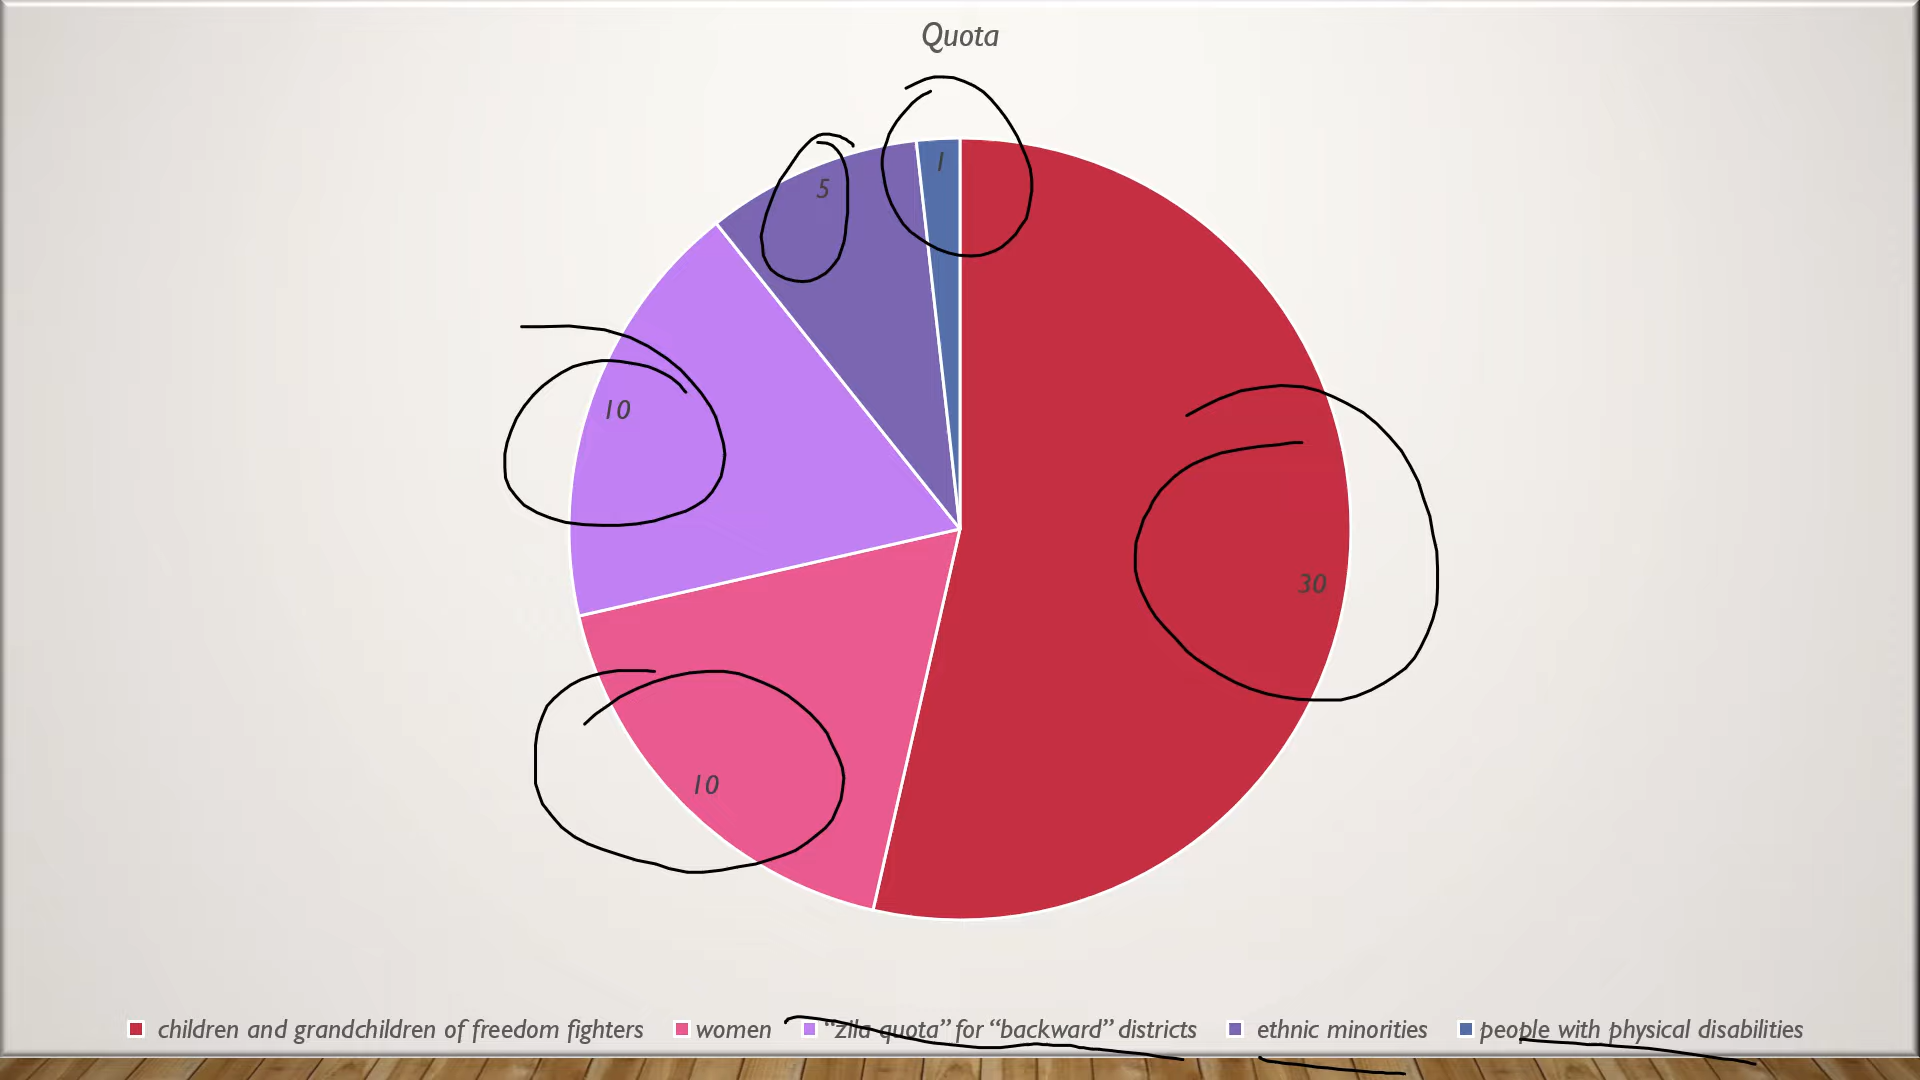 Quota
1
5
10
30
10
children and grandchildren of freedom fighters women “zila quota” for “backward” districts ethnic minorities people with physical disabilities